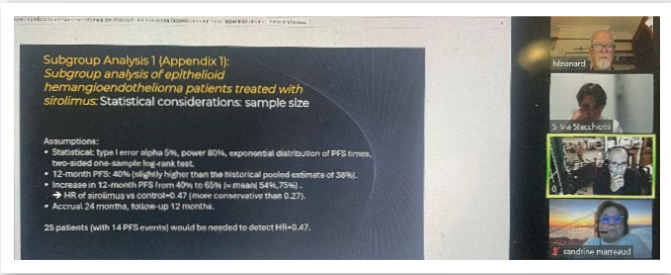 Subgroup Analysis 1 (Appendix 1):
Subgroup analysis of epithelioid
hemangioendothelioma patients treated with
sirolimus: Statistical considerations: sample size
Assumptions:
• Statistical: type I error alpha 5%, power 80%, exponential distribution of PFS times,
two-sided one-sample log-rank test.
• 12-month PFS: 40% (slightly higher than the historical pooled estimate of 38%).
• Increase in 12-month PFS from 40% to 65% (= mean( 54%,75%) .
→ HR of sirolimus vs control=0.47 (more conservative than 0.27).
• Accrual 24 months, follow-up 12 months.
25 patients (with 14 PFS events) would be needed to detect HR=0.47.
hleonard
Silvia Stacchiotti
sandrine marreaud